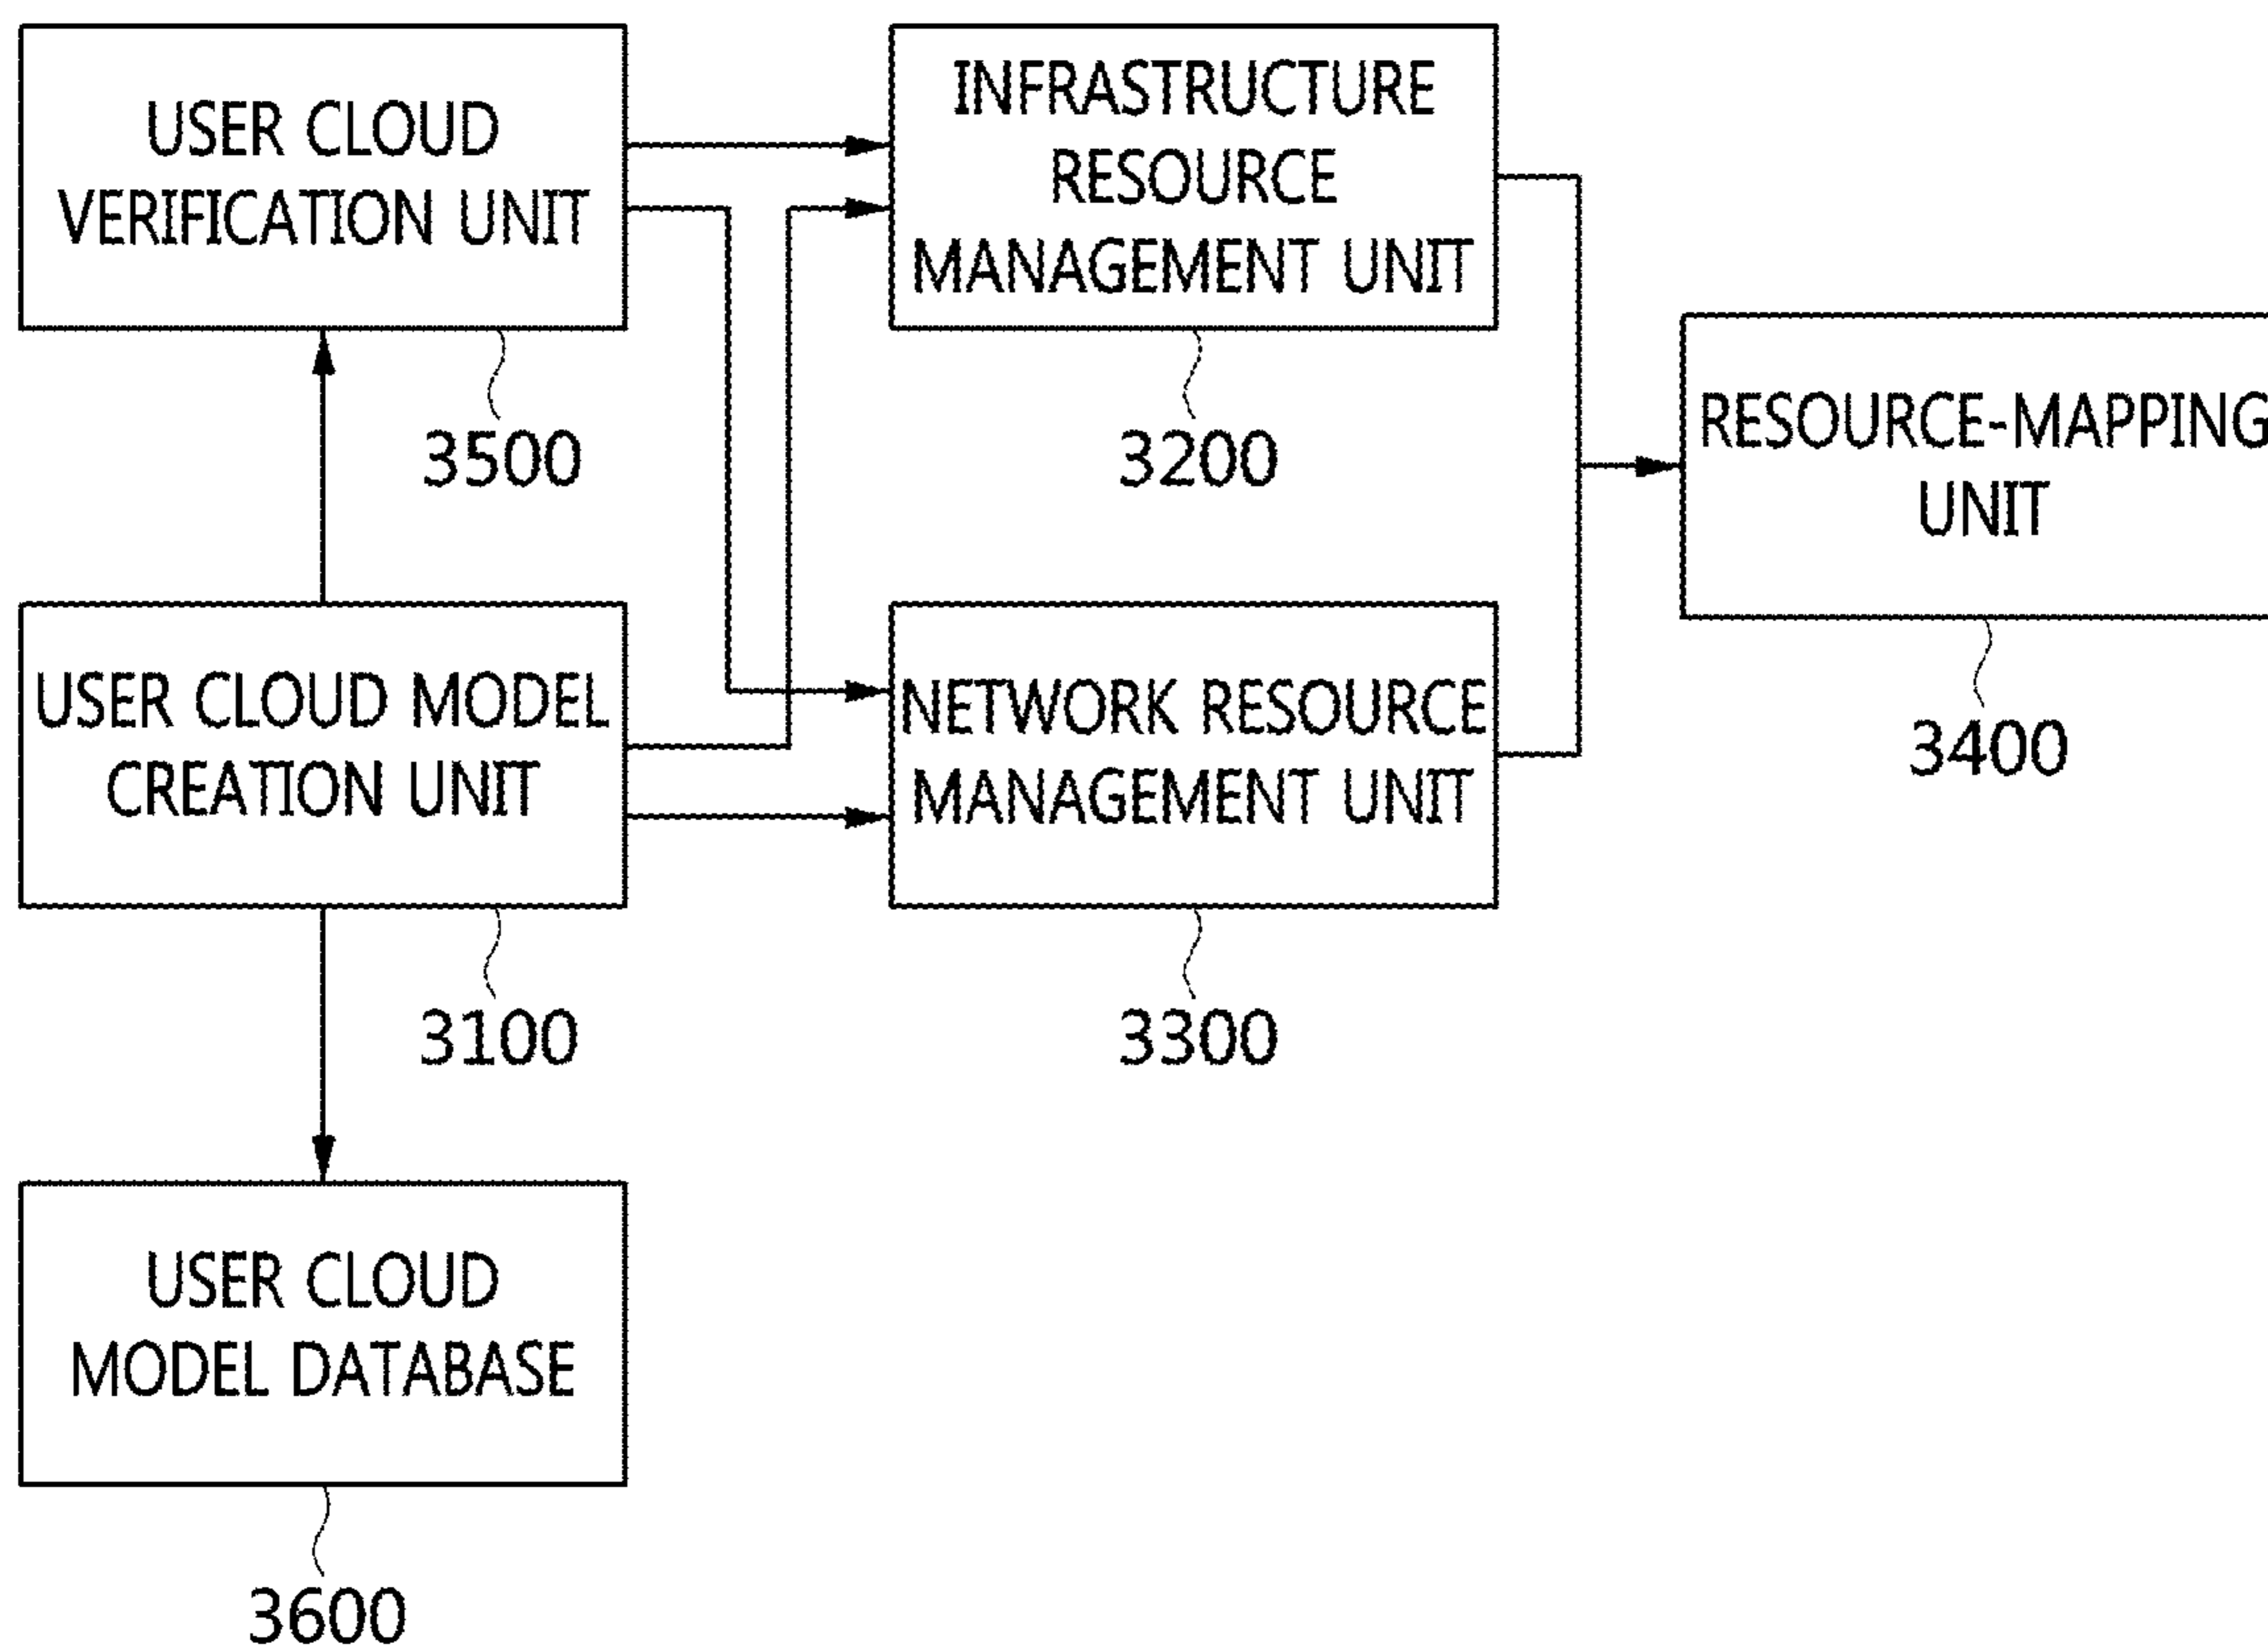 USER CLOUD
VERIFICATION UNIT
3500
INFRASTRUCTURE
RESOURCE
MANAGEMENT UNIT
3200
RESOURCE-MAPPING
UNIT
3400
USER CLOUD MODEL
CREATION UNIT
3100
NETWORK RESOURCE
MANAGEMENT UNIT
3300
USER CLOUD
MODEL DATABASE
3600